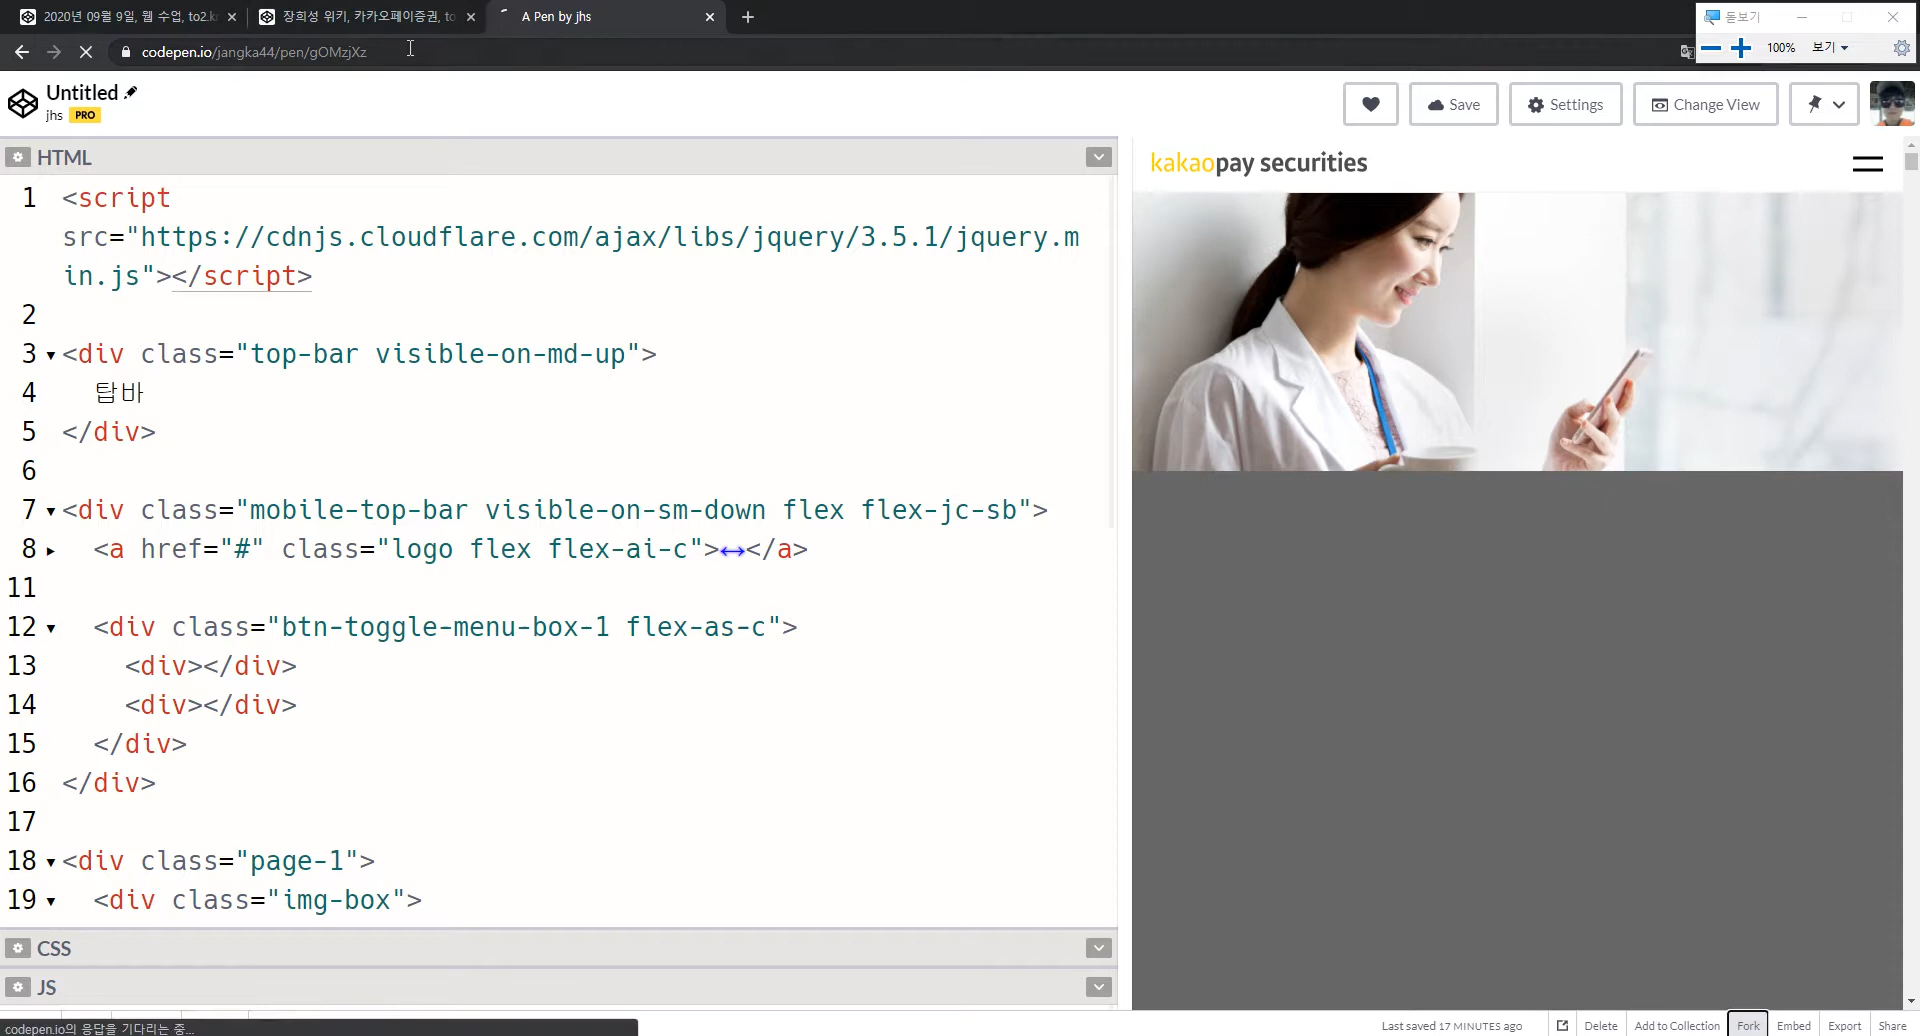 2020년 09월 9일, 웹 수업, to2.kr
장희성 위키, 카카오페이증권, to
A Pen by jhs
돋보기
codepen.io/jangka44/pen/gOMzjXz
100%
보기
Untitled
jhs PRO
Save
Settings
Change View
HTML
kakaopay securities
1 <script
src="https://cdnjs.cloudflare.com/ajax/libs/jquery/3.5.1/jquery.m
in.js"></script>
2
3 <div class="top-bar visible-on-md-up">
4 탑바
5 </div>
6
7 <div class="mobile-top-bar visible-on-sm-down flex flex-jc-sb">
8 <a href="#" class="logo flex flex-ai-c">↔</a>
11
12 <div class="btn-toggle-menu-box-1 flex-as-c">
13 <div></div>
14 <div></div>
15 </div>
16 </div>
17
18 <div class="page-1">
19 <div class="img-box">
CSS
JS
codepen.io의 응답을 기다리는 중...
Last saved 17 MINUTES ago
Delete
Add to Collection
Fork
Embed
Export
Share